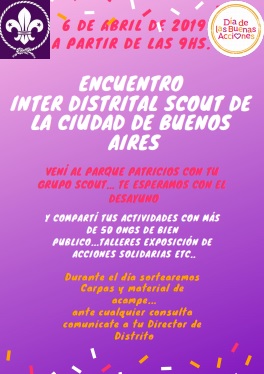 6 DE ABRIL DE 2019
A PARTIR DE LAS 9HS.
Día de
las Buenas
Acciones
ENCUENTRO
INTER DISTRITAL SCOUT DE
LA CIUDAD DE BUENOS
AIRES
VENÍ AL PARQUE PATRICIOS CON TU
GRUPO SCOUT... TE ESPERAMOS CON EL
DESAYUNO
Y COMPARTÍ TUS ACTIVIDADES CON MÁS
DE 50 ONGS DE BIEN
PUBLICO...TALLERES EXPOSICIÓN DE
ACCIONES SOLIDARIAS ETC..
Durante el día sortearemos
Carpas y material de
acampe...
ante cualquier consulta
comunicate a tu Director de
Distrito